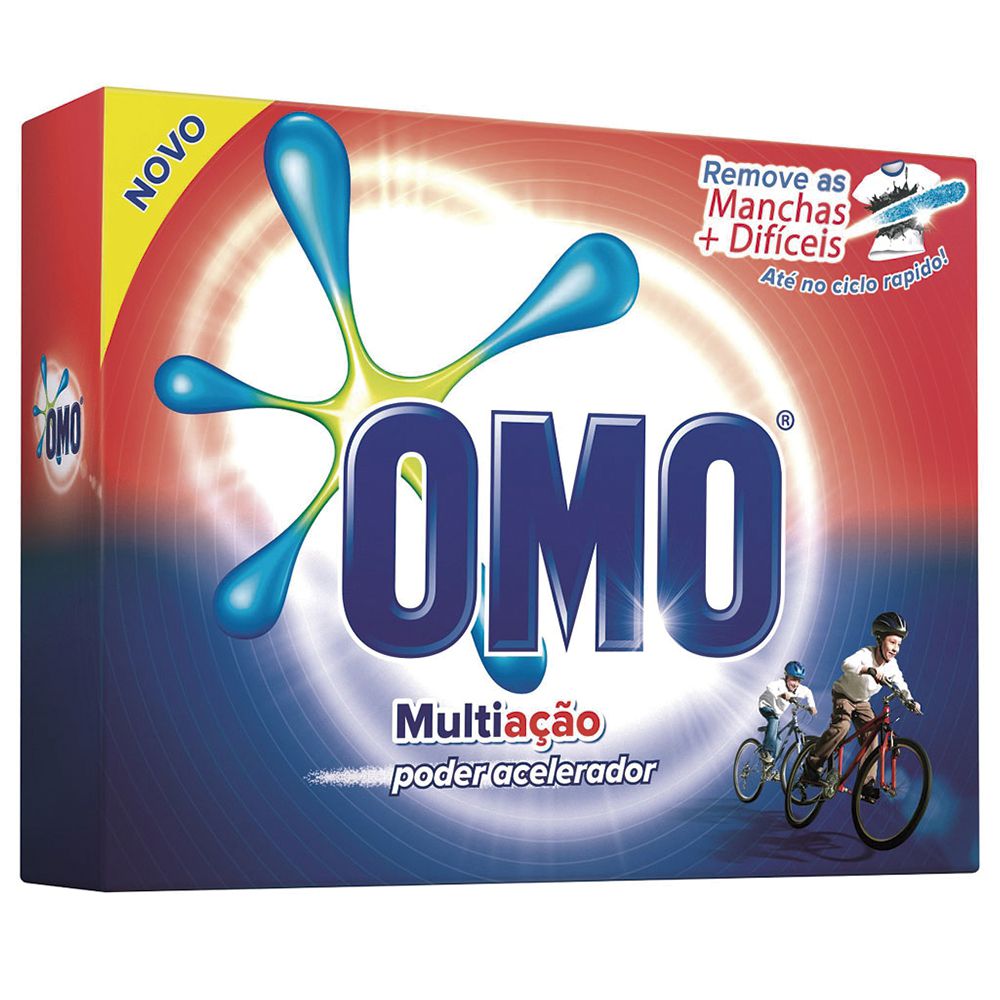 NOVO
Remove as
Manchas
+ Difíceis
Até no ciclo rapido!
OMO®
OMO
Multiação
poder acelerador